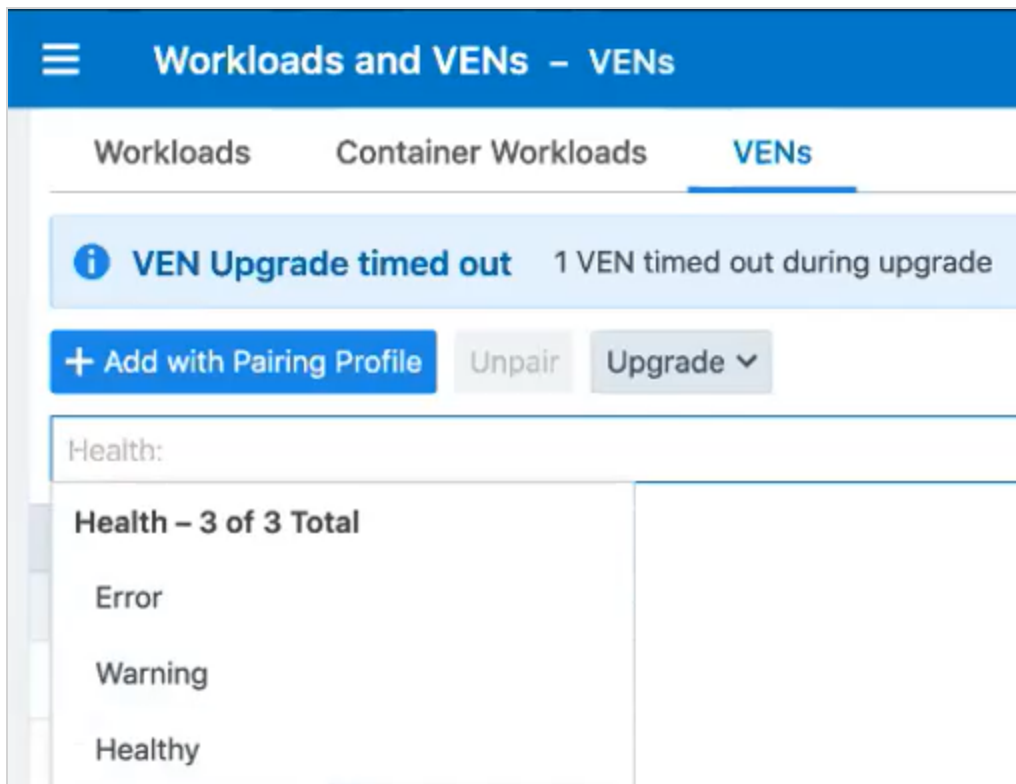 Workloads and VENs – VENs
Workloads Container Workloads VENs
VEN Upgrade timed out 1 VEN timed out during upgrade
+ Add with Pairing Profile Unpair Upgrade
Health:
Health – 3 of 3 Total
Error
Warning
Healthy